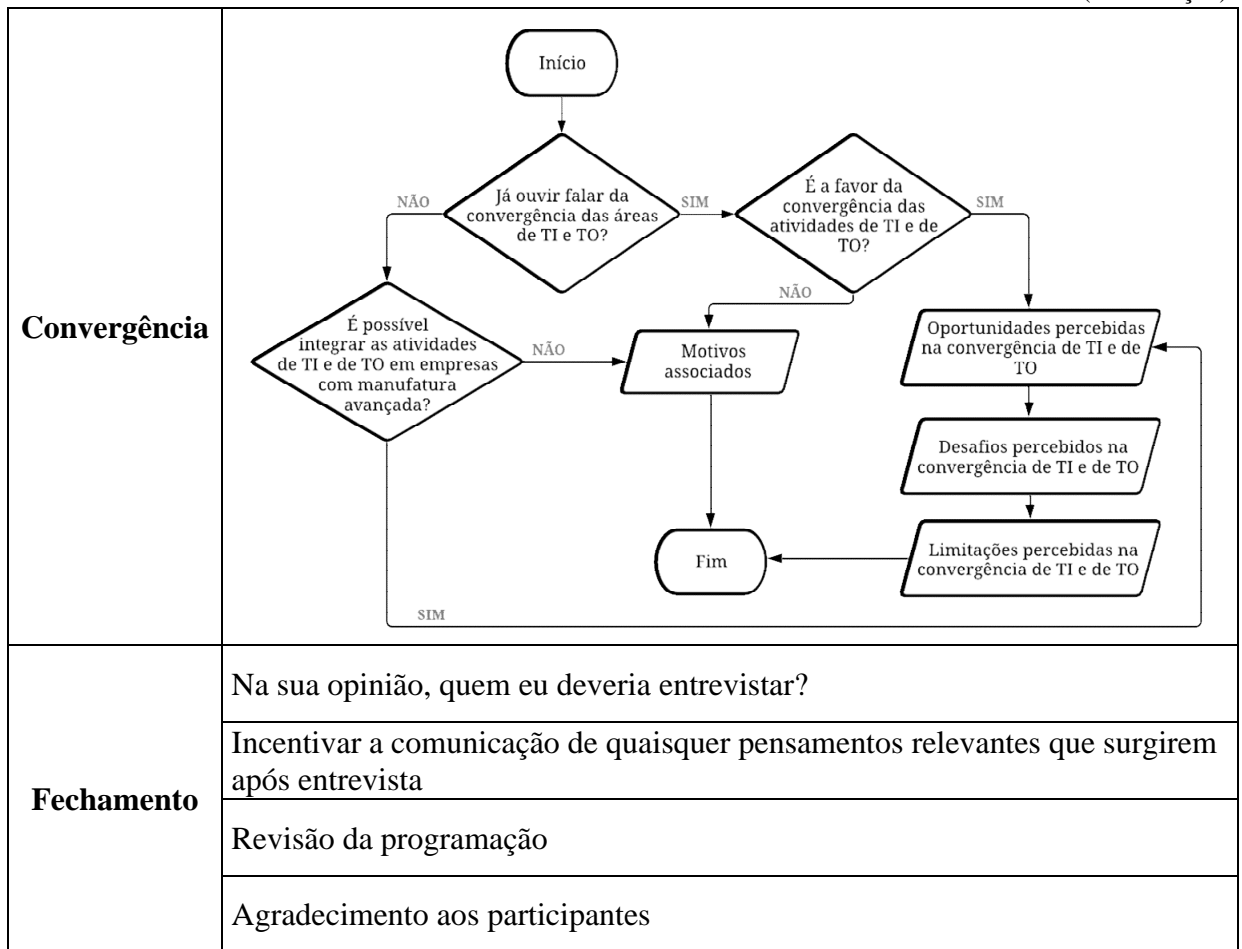 Convergência
Início
Já ouvir falar da
convergência das áreas
de TI e TO?
NÃO
SIM
É a favor da
convergência das
atividades de TI e de
TO?
SIM
NÃO
É possível
integrar as atividades
de TI e de TO em empresas
com manufatura
avançada?
NÃO
Motivos
associados
Oportunidades percebidas
na convergência de TI e de
TO
Desafios percebidos na
convergência de TI e de TO
Limitações percebidas na
convergência de TI e de TO
Fim
SIM
Fechamento
Na sua opinião, quem eu deveria entrevistar?
Incentivar a comunicação de quaisquer pensamentos relevantes que surgirem
após entrevista
Revisão da programação
Agradecimento aos participantes